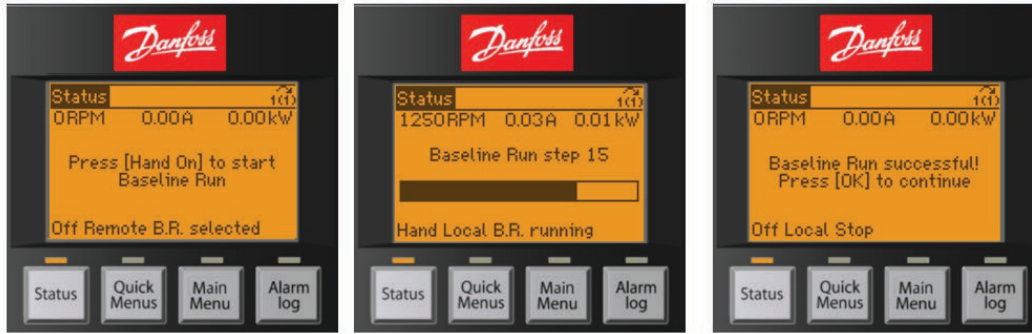 Danfoss
Status 1(1)
0RPM 0.00A 0.00kW
Press [Hand On] to start
Baseline Run
Off Remote B.R. selected
Status
Quick
Menus
Main
Menu
Alarm
log
Danfoss
Status 1(1)
1250RPM 0.03A 0.01kW
Baseline Run step 15
Hand Local B.R. running
Status
Quick
Menus
Main
Menu
Alarm
log
Danfoss
Status 1(1)
0RPM 0.00A 0.00kW
Baseline Run successful!
Press [OK] to continue
Off Local Stop
Status
Quick
Menus
Main
Menu
Alarm
log